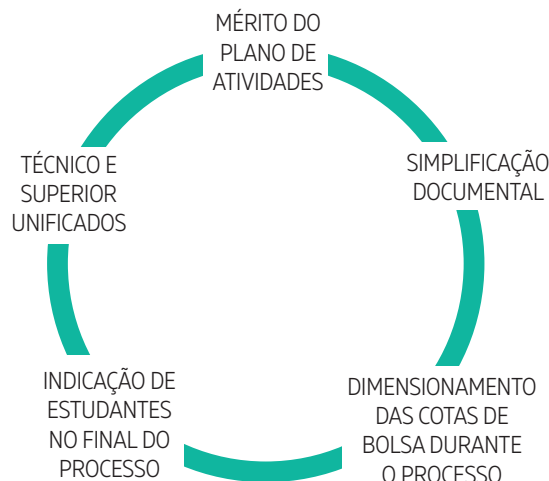 MÉRITO DO
PLANO DE
ATIVIDADES
SIMPLIFICAÇÃO
DOCUMENTAL
DIMENSIONAMENTO
DAS COTAS DE
BOLSA DURANTE
O PROCESSO
INDICAÇÃO DE
ESTUDANTES
NO FINAL DO
PROCESSO
TÉCNICO E
SUPERIOR
UNIFICADOS